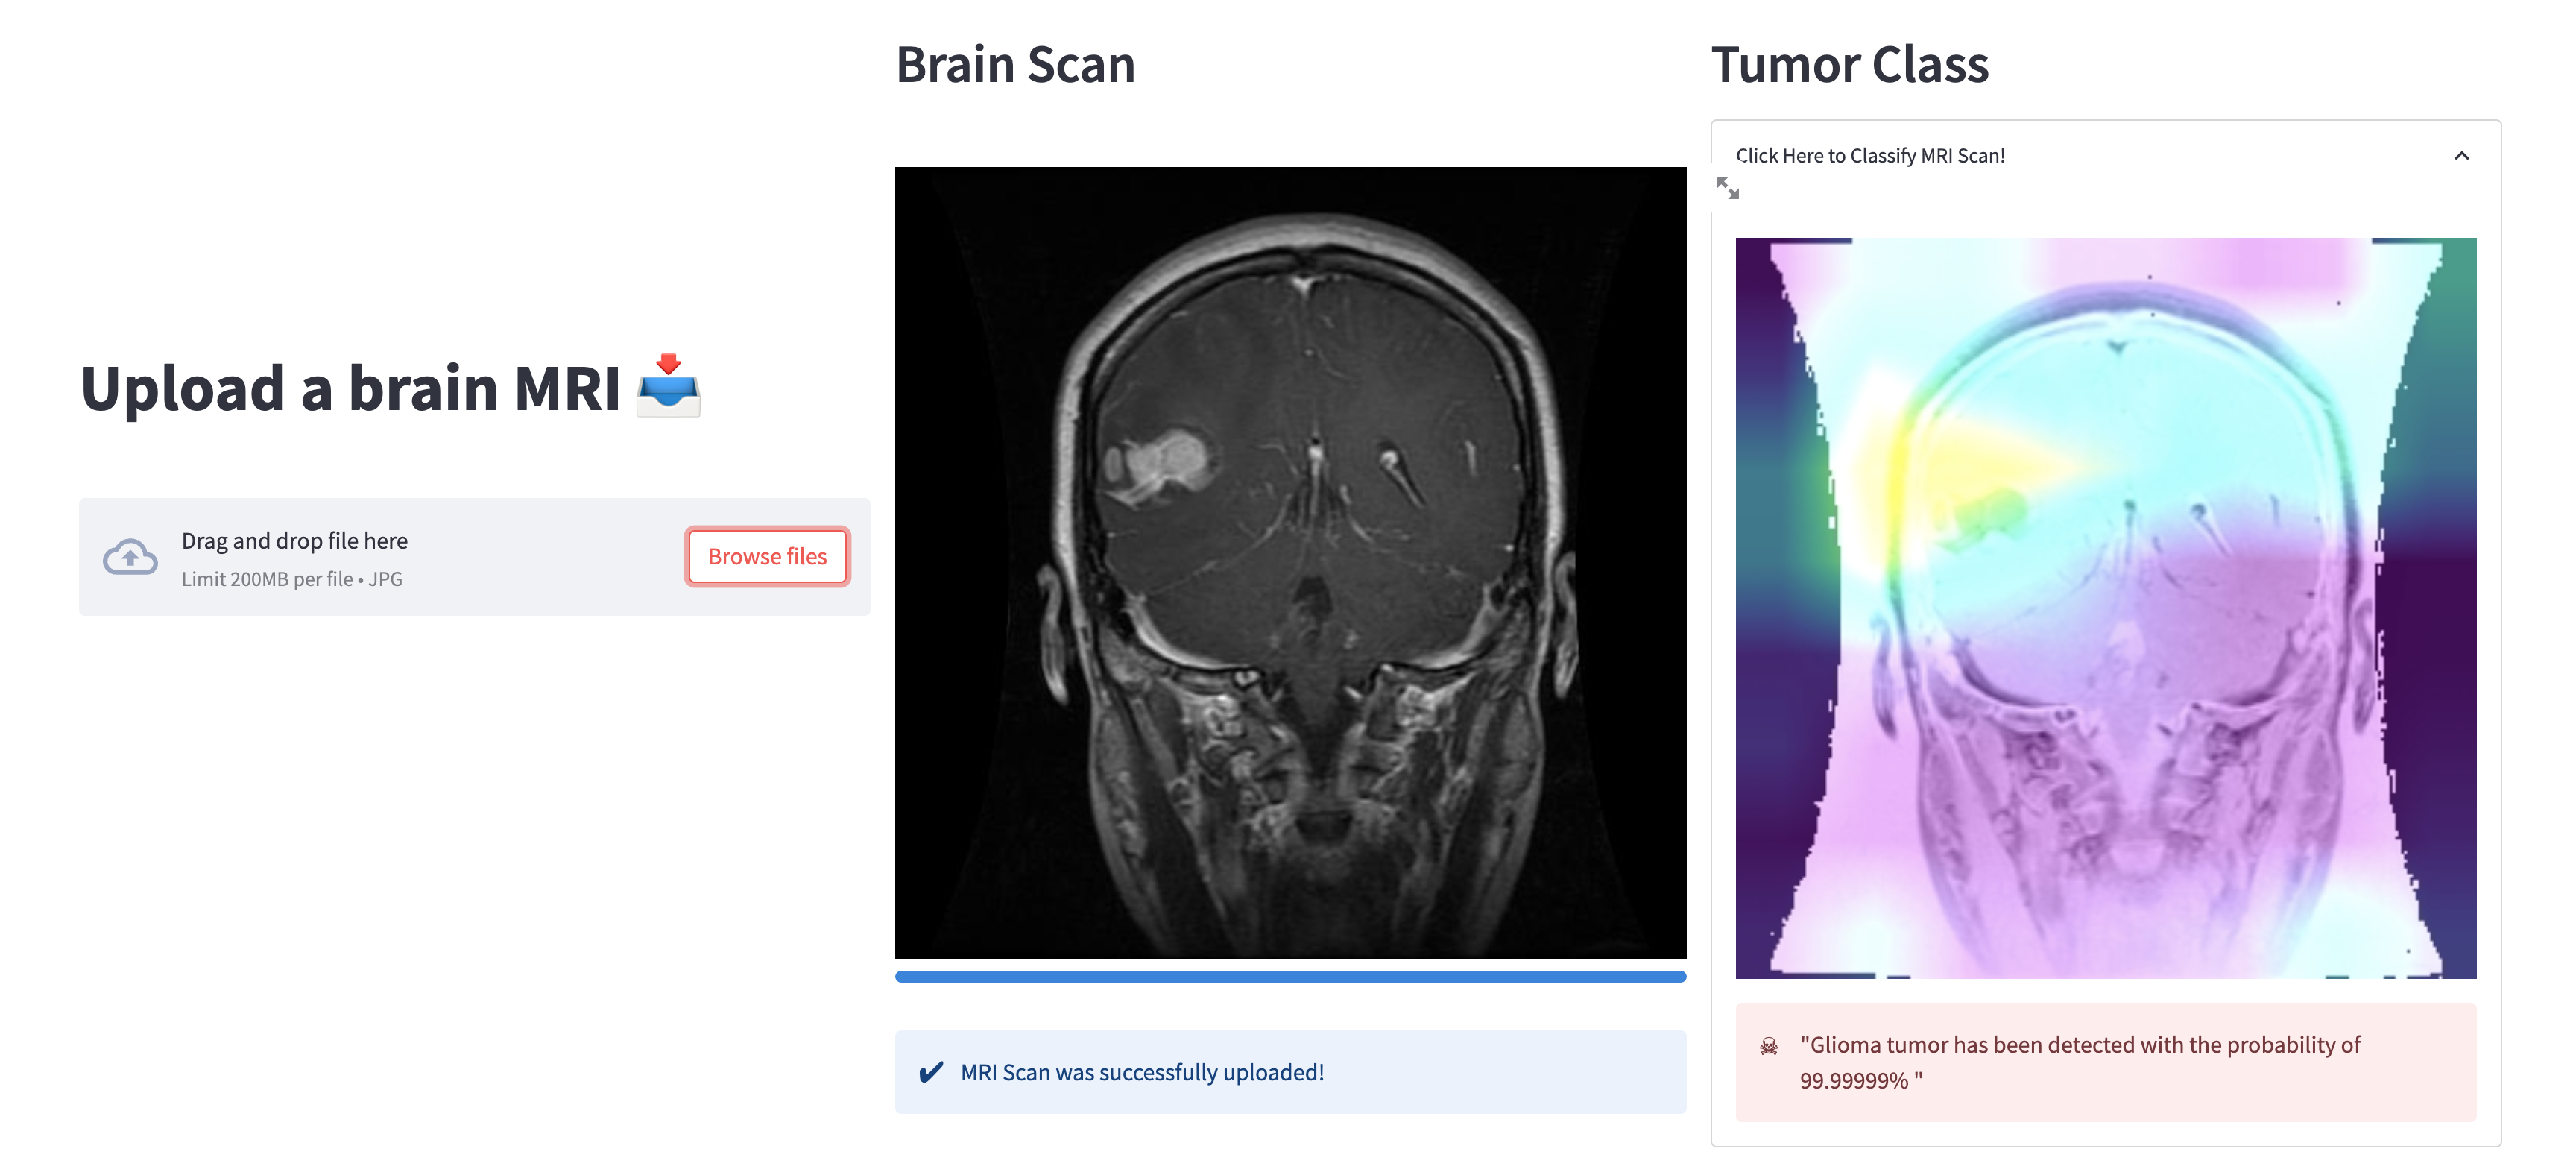 Upload a brain MRI
Drag and drop file here
Limit 200MB per file • JPG
Browse files
Brain Scan
MRI Scan was successfully uploaded!
Tumor Class
Click Here to Classify MRI Scan!
"Glioma tumor has been detected with the probability of
99.99999% "